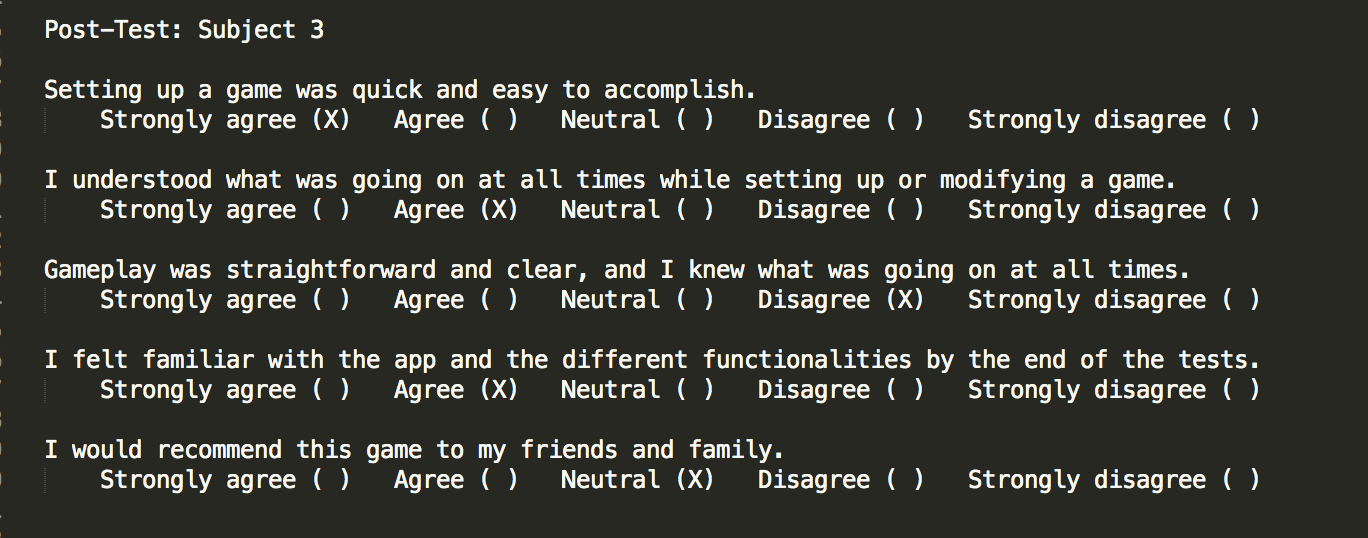 Post-Test: Subject 3
Setting up a game was quick and easy to accomplish.
Strongly agree (X)   Agree ( )   Neutral ( )   Disagree ( )   Strongly disagree ( )
I understood what was going on at all times while setting up or modifying a game.
Strongly agree ( )   Agree (X)   Neutral ( )   Disagree ( )   Strongly disagree ( )
Gameplay was straightforward and clear, and I knew what was going on at all times.
Strongly agree ( )   Agree ( )   Neutral ( )   Disagree (X)   Strongly disagree ( )
I felt familiar with the app and the different functionalities by the end of the tests.
Strongly agree ( )   Agree (X)   Neutral ( )   Disagree ( )   Strongly disagree ( )
I would recommend this game to my friends and family.
Strongly agree ( )   Agree ( )   Neutral (X)   Disagree ( )   Strongly disagree ( )